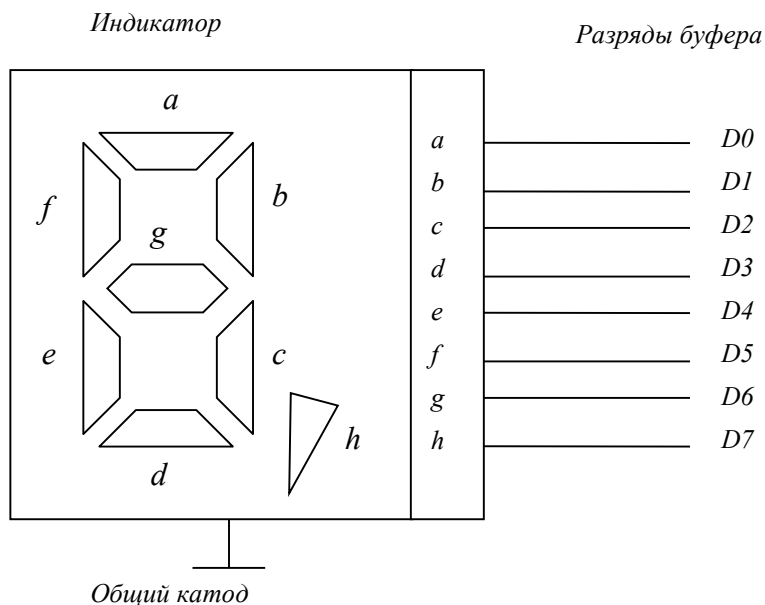 Индикатор
Разряды буфера
a
f
b
g
e
c
h
d
a D0
b D1
c D2
d D3
e D4
f D5
g D6
h D7
Общий катод